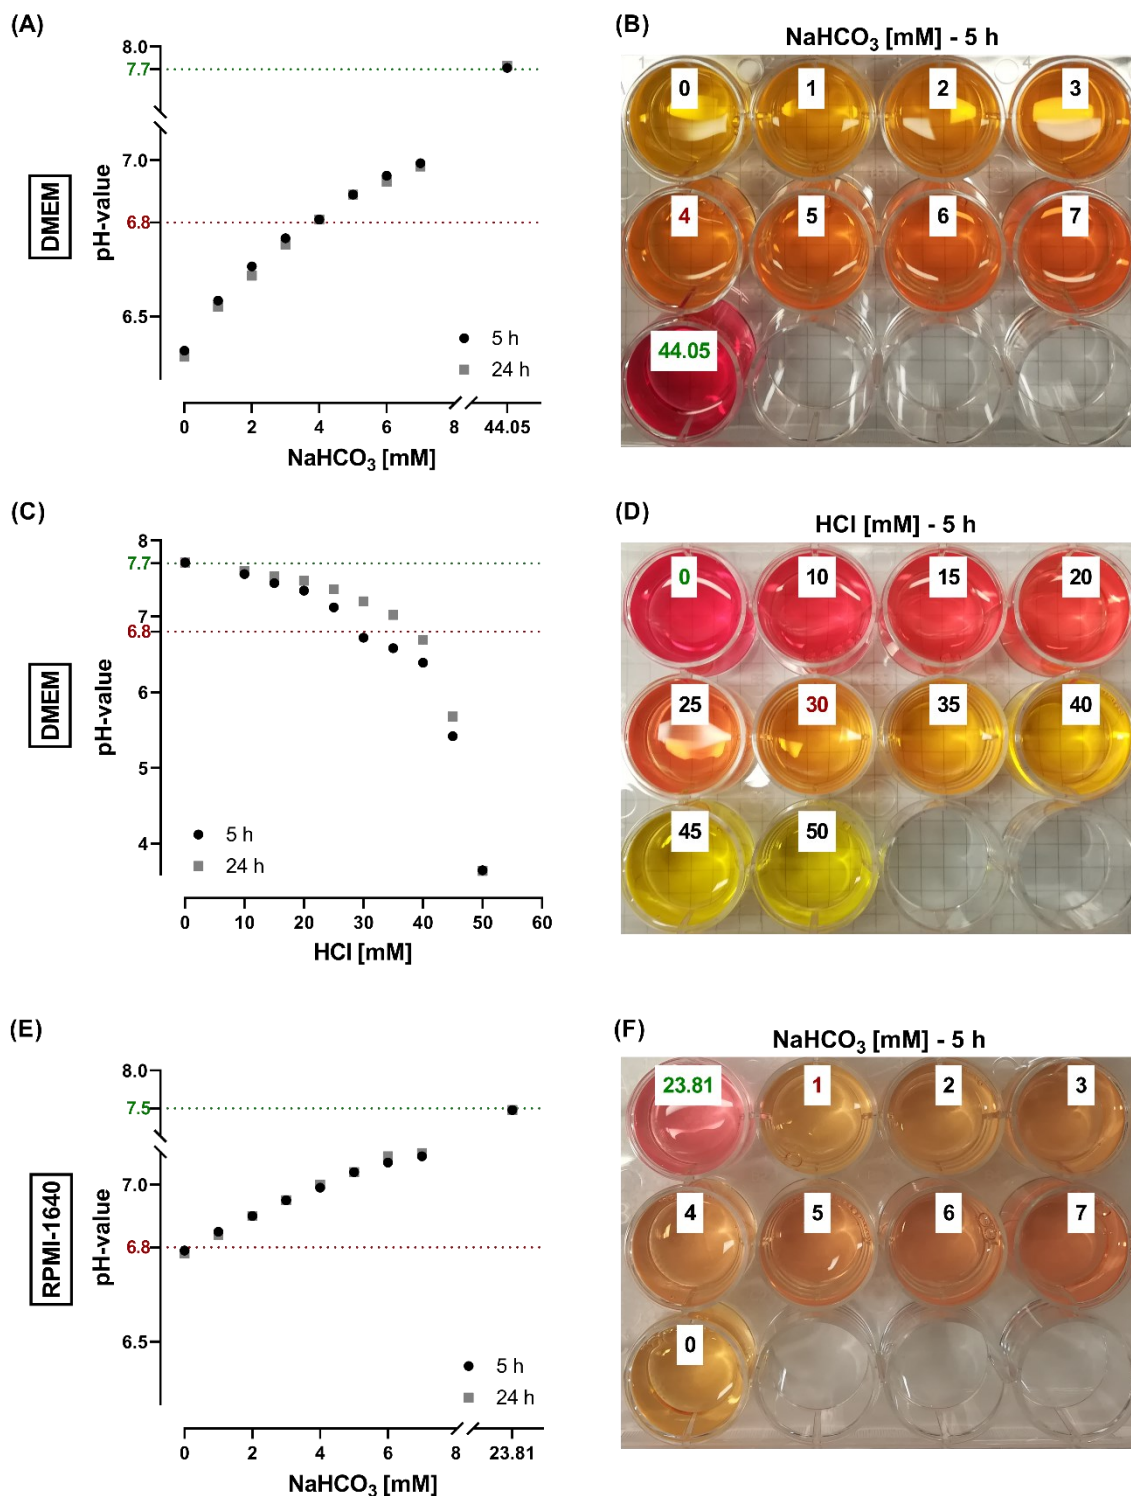 (A)
8.0
7.7
7.0
6.8
6.5
DMEM
pH-value
5 h
24 h
0 2 4 6 8 44.05
NaHCO₃ [mM]
(B)
NaHCO₃ [mM] - 5 h
0 1 2 3
4 5 6 7
44.05
(C)
8
7.7
7
6.8
6
5
4
DMEM
pH-value
5 h
24 h
0 10 20 30 40 50 60
HCl [mM]
(D)
HCl [mM] - 5 h
0 10 15 20
25 30 35 40
45 50
(E)
8.0
7.5
7.0
6.8
6.5
RPMI-1640
pH-value
5 h
24 h
0 2 4 6 8 23.81
NaHCO₃ [mM]
(F)
NaHCO₃ [mM] - 5 h
23.81 1 2 3
4 5 6 7
0